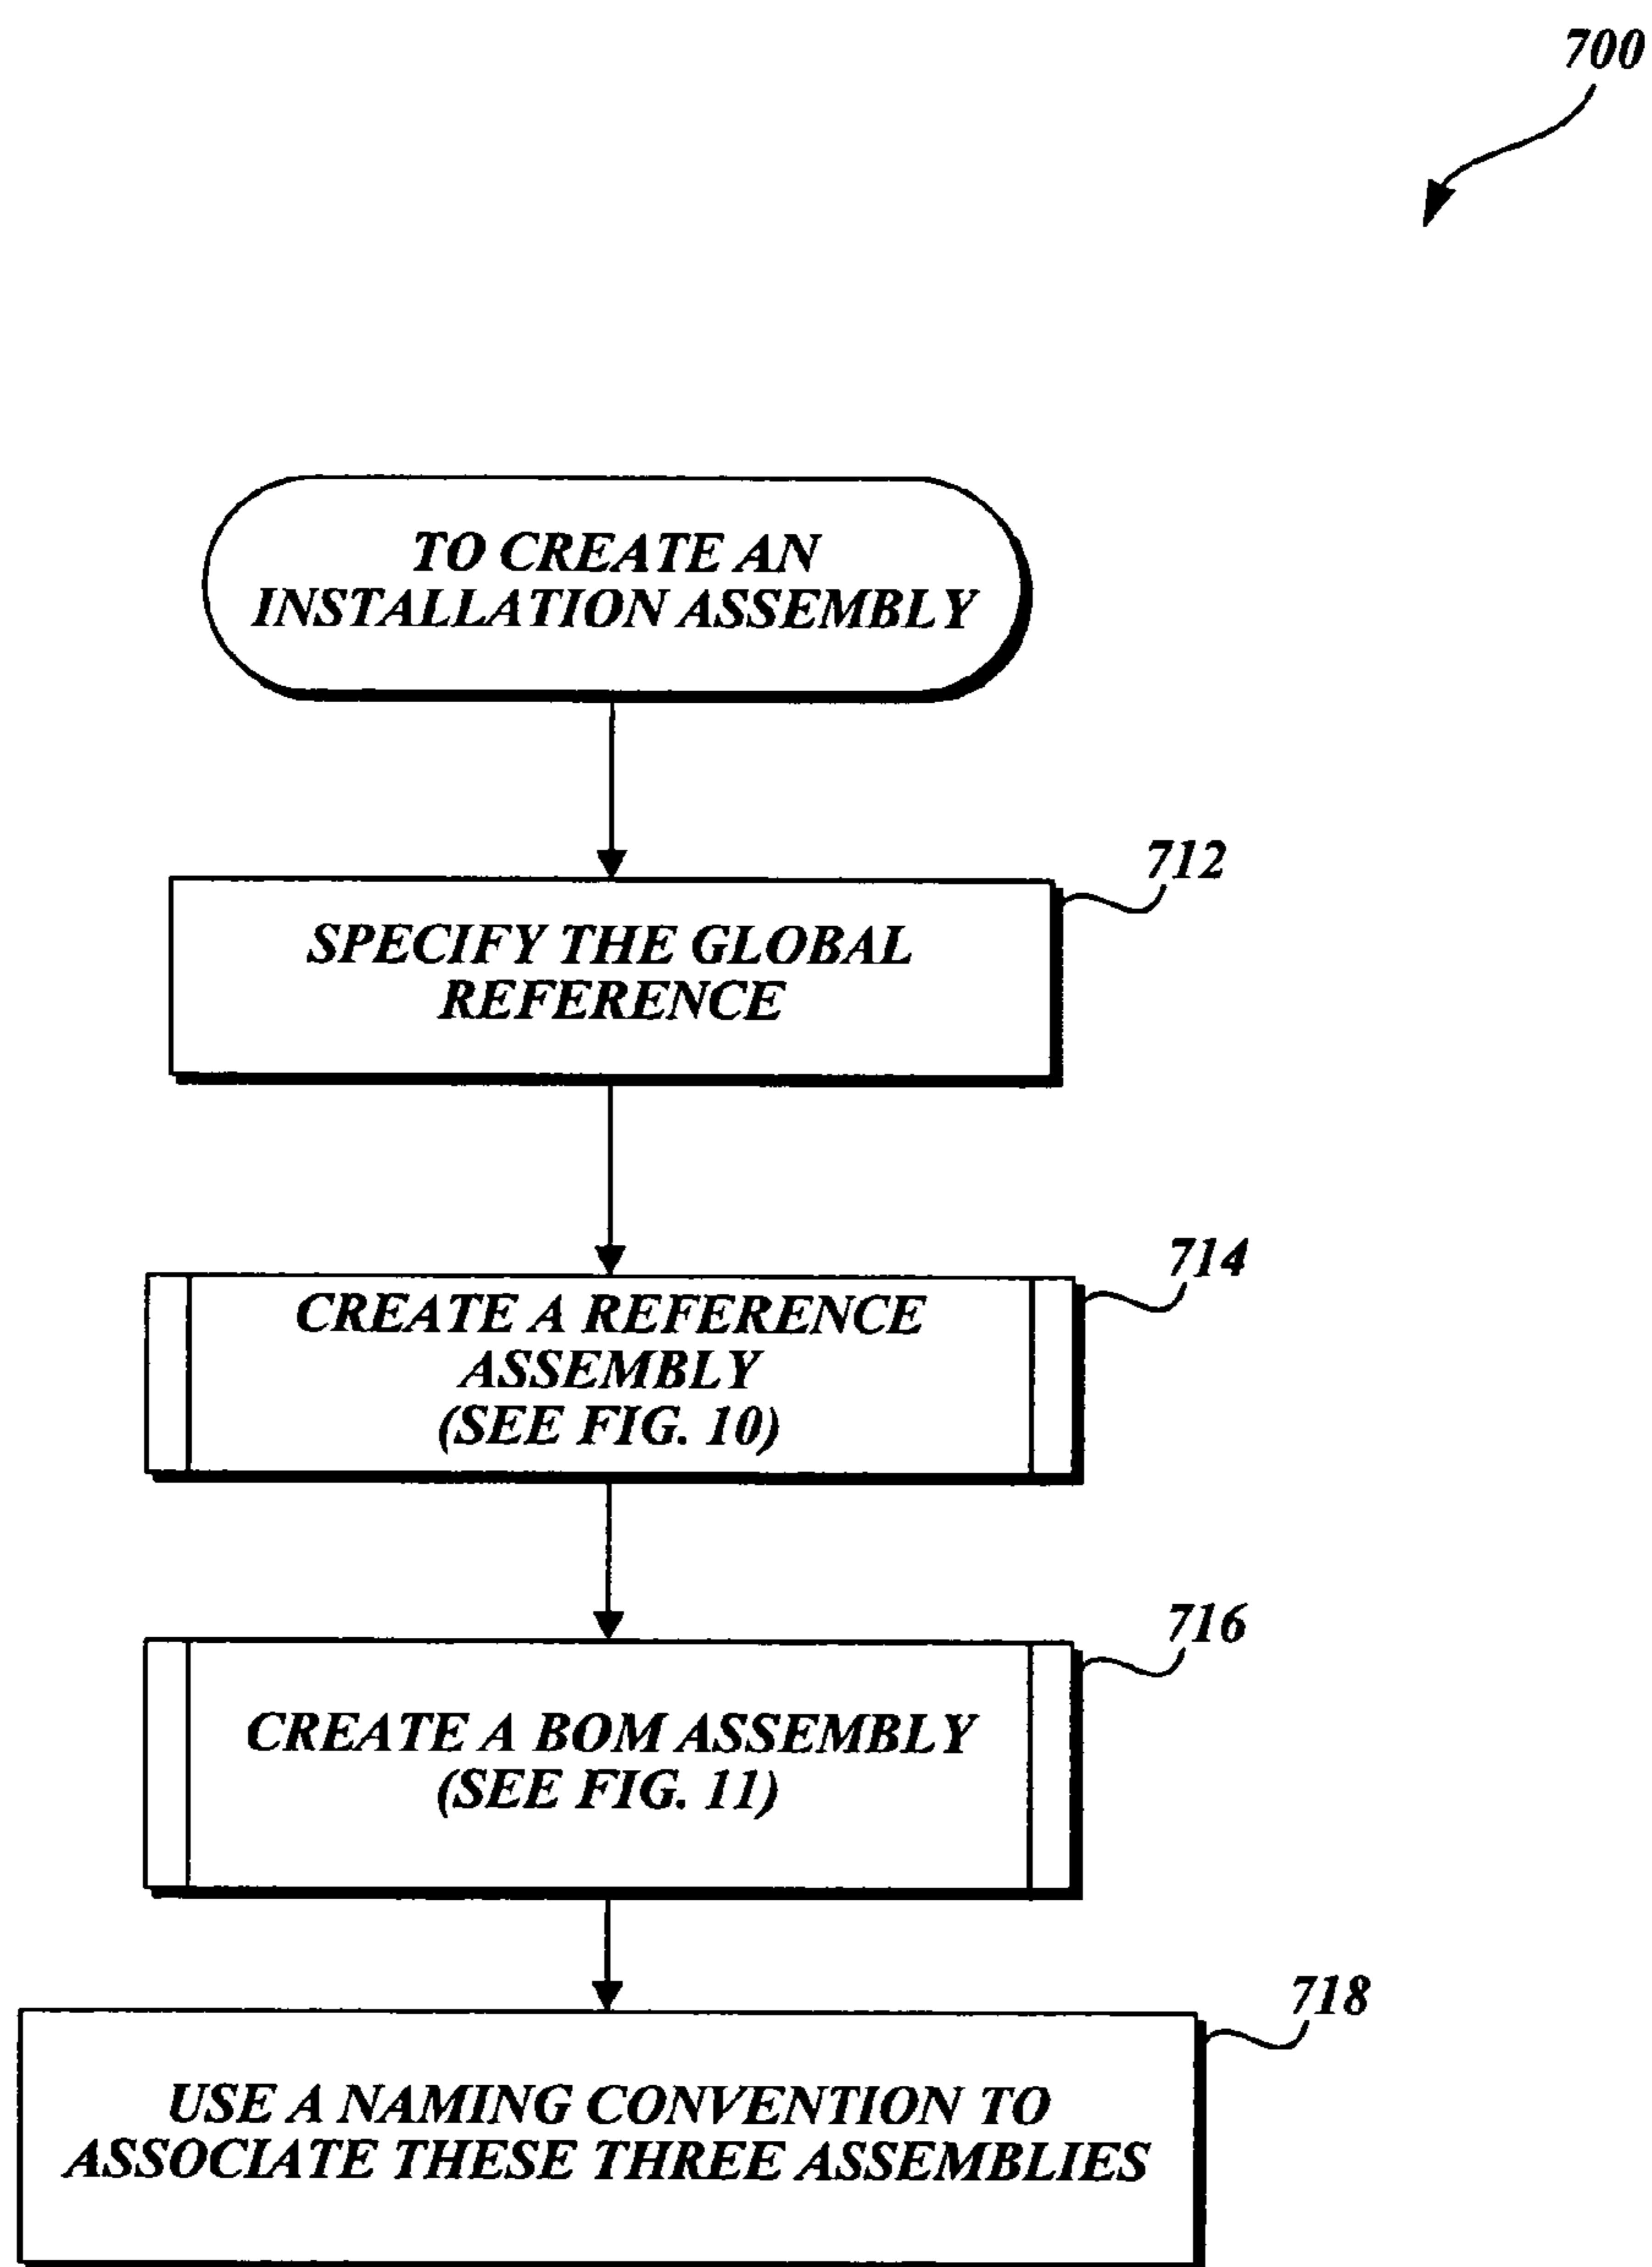 700
TO CREATE AN
INSTALLATION ASSEMBLY
712
SPECIFY THE GLOBAL
REFERENCE
714
CREATE A REFERENCE
ASSEMBLY
(SEE FIG. 10)
716
CREATE A BOM ASSEMBLY
(SEE FIG. 11)
718
USE A NAMING CONVENTION TO
ASSOCIATE THESE THREE ASSEMBLIES